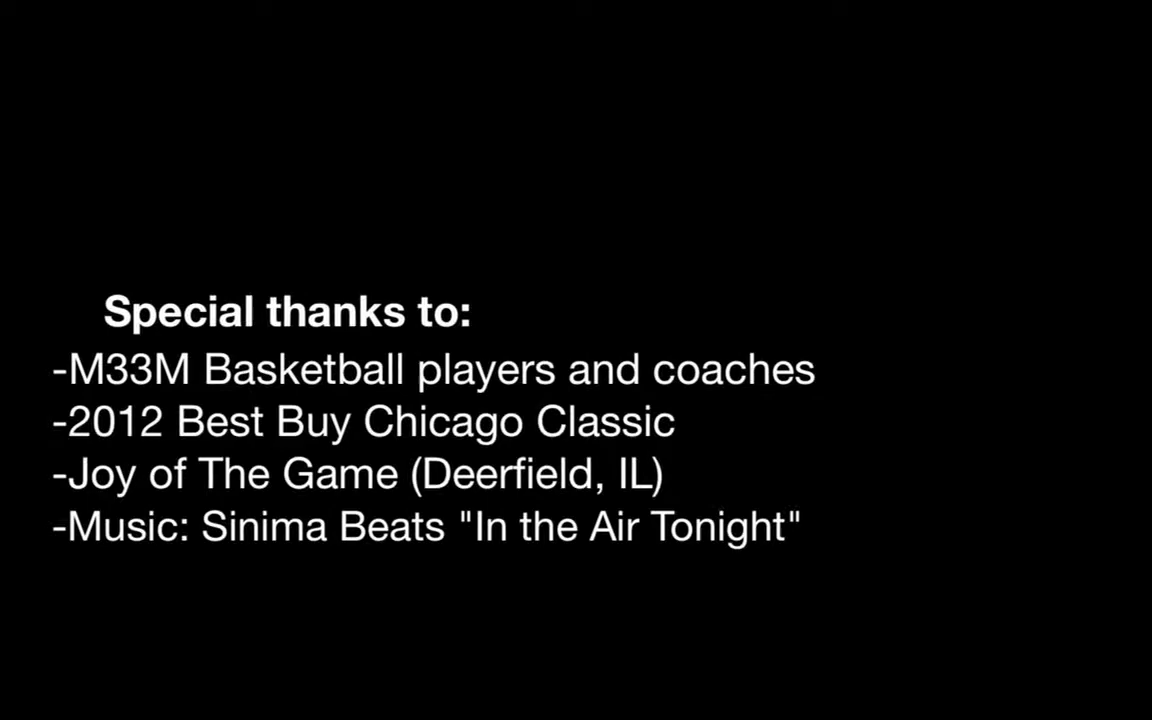 Special thanks to:
-M33M Basketball players and coaches
-2012 Best Buy Chicago Classic
-Joy of The Game (Deerfield, IL)
-Music: Sinima Beats "In the Air Tonight"